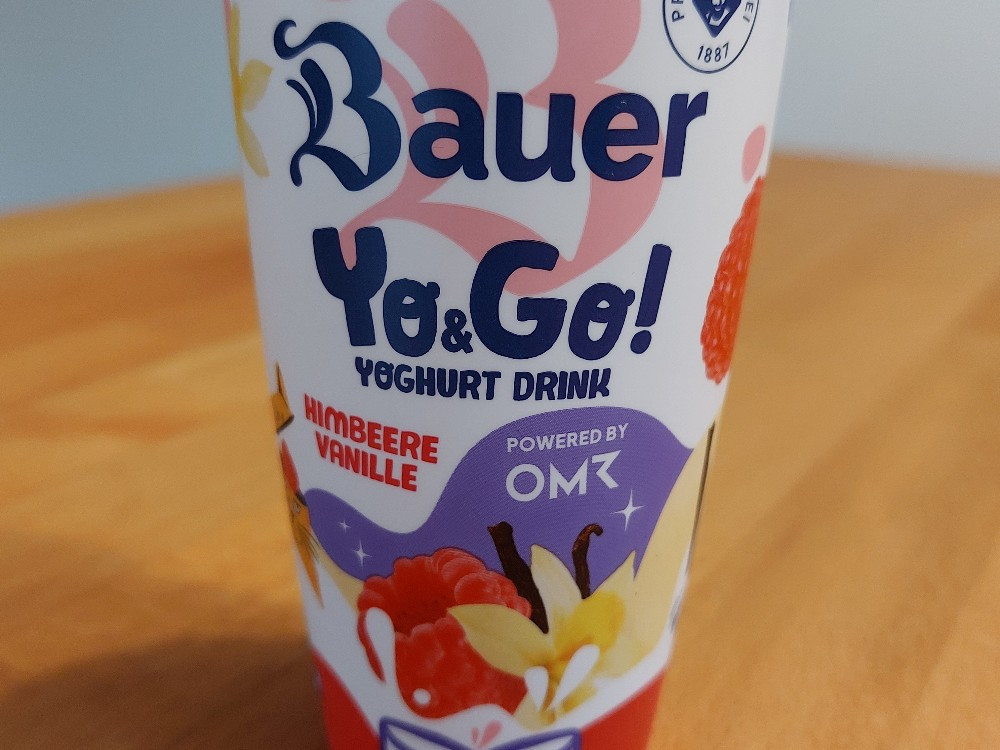 1887
Bauer
Yo&Go!
YOGHURT DRINK
HIMBEERE
VANILLE
POWERED BY
OMR